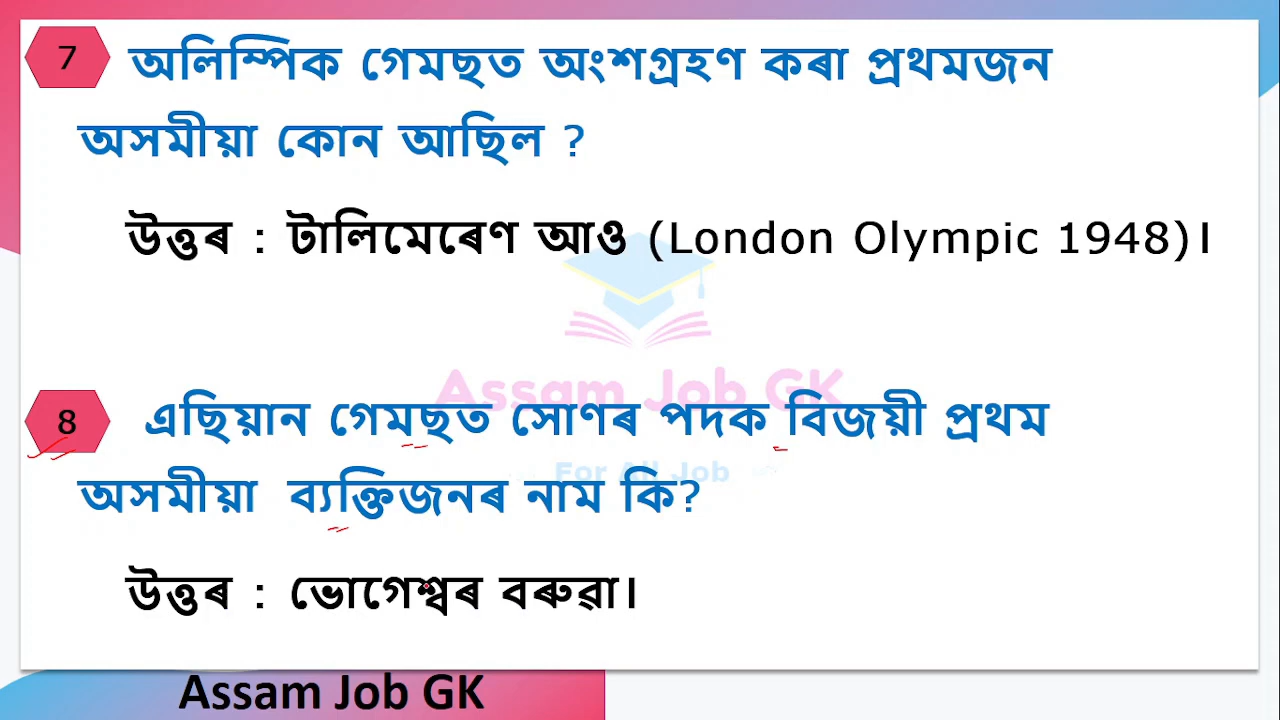 7 অলিম্পিক গেমছত অংশগ্ৰহণ কৰা প্ৰথমজন
অসমীয়া কোন আছিল ?
উত্তৰ : টালিমেৰেণ আও (London Olympic 1948)।
Assam Job GK
8 এছিয়ান গেমছত সোণৰ পদক বিজয়ী প্ৰথম
For All Job
অসমীয়া ব্যক্তিজনৰ নাম কি?
উত্তৰ : ভোগেশ্বৰ বৰুৱা।
Assam Job GK